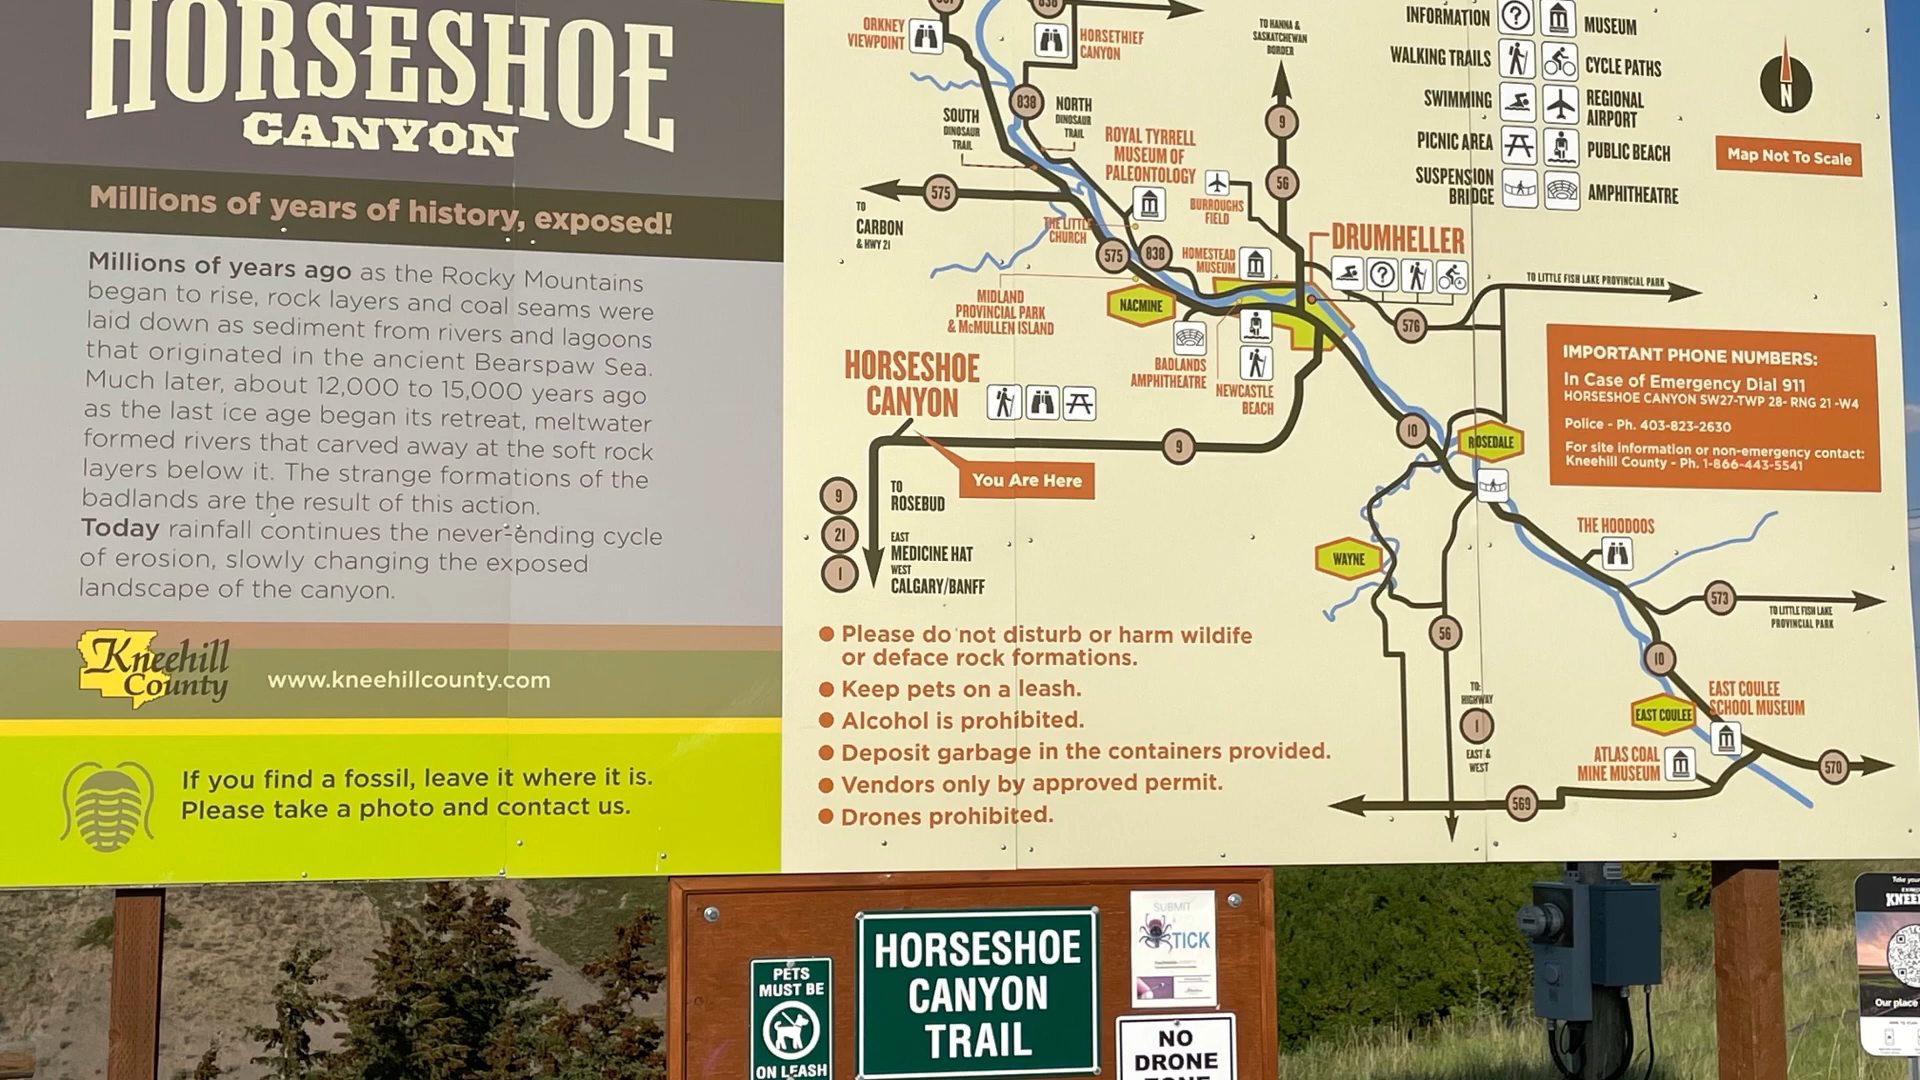 HORSESHOE
CANYON
Millions of years of history, exposed!
Millions of years ago as the Rocky Mountains
began to rise, rock layers and coal seams were
laid down as sediment from rivers and lagoons
that originated in the ancient Bearspaw Sea.
Much later, about 12,000 to 15,000 years ago
as the last ice age began its retreat, meltwater
formed rivers that carved away at the soft rock
layers below it. The strange formations of the
badlands are the result of this action.
Today rainfall continues the never-ending cycle
of erosion, slowly changing the exposed
landscape of the canyon.
Kneehill
County
www.kneehillcounty.com
If you find a fossil, leave it where it is.
Please take a photo and contact us.
ORKNEY
VIEWPOINT
838
HORSETHIEF
CANYON
TO HANNA &
SASKATCHEWAN
BORDER
INFORMATION
MUSEUM
WALKING TRAILS
CYCLE PATHS
SWIMMING
REGIONAL
AIRPORT
PICNIC AREA
PUBLIC BEACH
SUSPENSION
BRIDGE
AMPHITHEATRE
N
Map Not To Scale
838
NORTH
DINOSAUR
TRAIL
SOUTH
DINOSAUR
TRAIL
9
ROYAL TYRRELL
MUSEUM OF
PALEONTOLOGY
56
575
TO
CARBON
& HWY 21
BURROUGHS
FIELD
THE LITTLE
CHURCH
575
838
HOMESTEAD
MUSEUM
DRUMHELLER
TO LITTLE FISH LAKE PROVINCIAL PARK
MIDLAND
PROVINCIAL PARK
& McMULLEN ISLAND
NACMINE
576
BADLANDS
AMPHITHEATRE
NEWCASTLE
BEACH
HORSESHOE
CANYON
9
You Are Here
10
ROSEDALE
IMPORTANT PHONE NUMBERS:
In Case of Emergency Dial 911
HORSESHOE CANYON SW27-TWP 28- RNG 21 -W4
Police - Ph. 403-823-2630
For site information or non-emergency contact:
Kneehill County - Ph. 1-866-443-5541
9
21
1
TO
ROSEBUD
EAST
MEDICINE HAT
WEST
CALGARY/BANFF
THE HOODOOS
WAYNE
573
TO LITTLE FISH LAKE
PROVINCIAL PARK
56
10
TO:
HIGHWAY
1
EAST &
WEST
EAST COULEE
EAST COULEE
SCHOOL MUSEUM
ATLAS COAL
MINE MUSEUM
570
569
Please do not disturb or harm wildife
or deface rock formations.
Keep pets on a leash.
Alcohol is prohibited.
Deposit garbage in the containers provided.
Vendors only by approved permit.
Drones prohibited.
PETS
MUST BE
ON LEASH
HORSESHOE
CANYON
TRAIL
SUBMIT
A
TICK
NO
DRONE
ZONE
Take your
KNEE
Our place